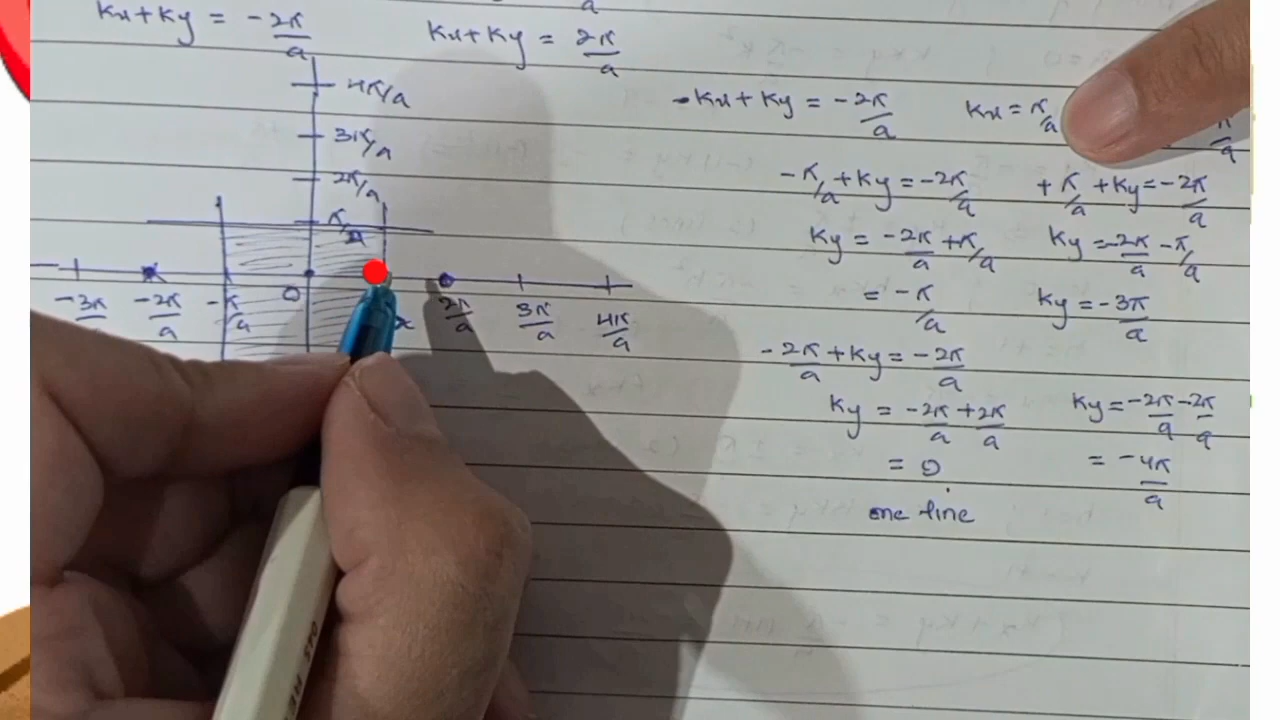 kx+ky = -2π/a
kx+ky = 2π/a
a
4π/a
3π/a
2π/a
π/a
-3π/a -2π/a -π/a 0 x 2π/a 3π/a 4π/a
-kx+ky = -2π/a kx = π/a
π/a
-π/a+ky = -2π/a +π/a+ky = -2π/a
ky = -2π/a+π/a ky = -2π/a-π/a
= -π/a ky = -3π/a
-2π/a+ky = -2π/a
ky = -2π/a+2π/a ky = -2π/a-2π/a
= 0 = -4π/a
one line